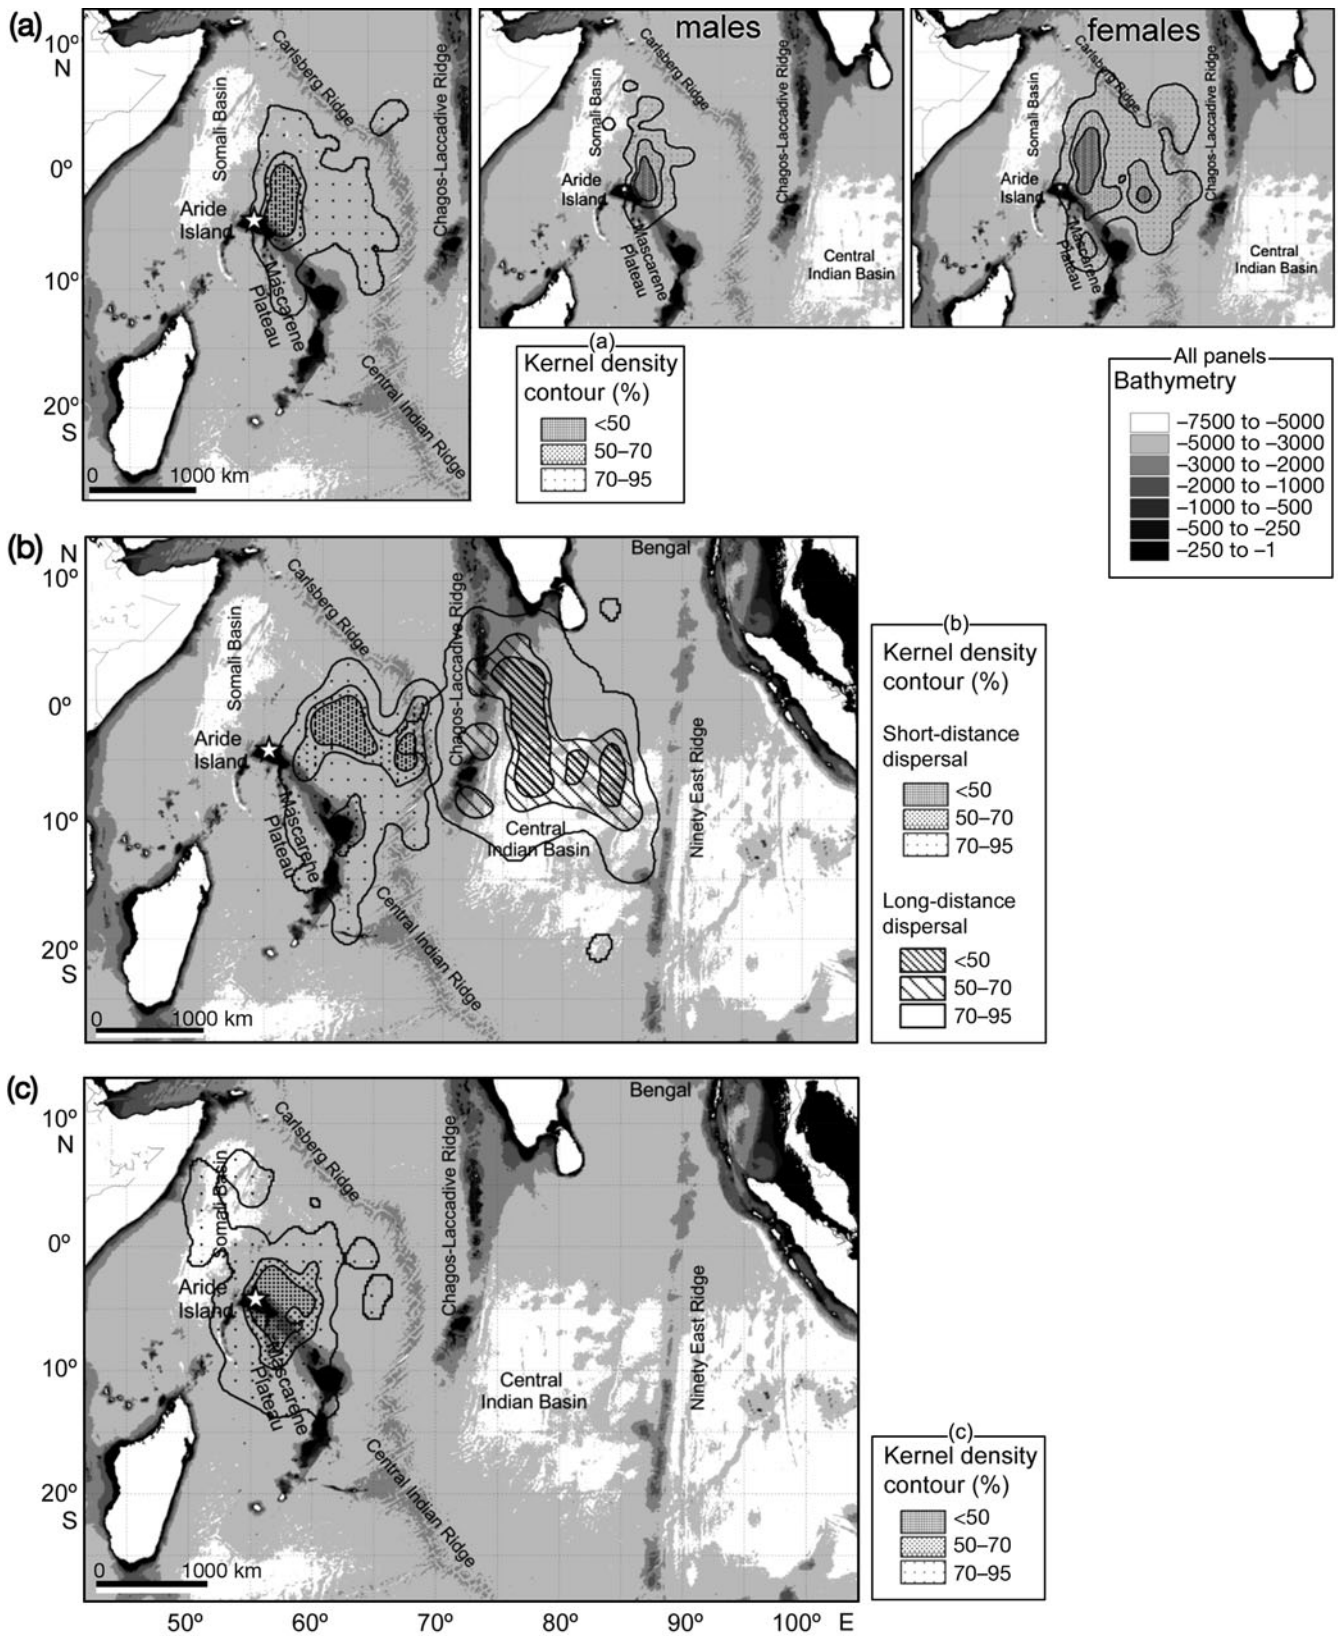 (a)
10º
N
0º
10º
20º
S
Carlsberg Ridge
Somali Basin
Chagos-Laccadive Ridge
Aride
Island
Mascarene
Plateau
Central Indian Ridge
0 1000 km
males
Carlsberg Ridge
Somali Basin
Chagos-Laccadive Ridge
Aride
Island
Mascarene
Plateau
Central
Indian Basin
females
Carlsberg Ridge
Somali Basin
Chagos-Laccadive Ridge
Aride
Island
Mascarene
Plateau
Central
Indian Basin
(a)
Kernel density
contour (%)
<50
50–70
70–95
All panels
Bathymetry
–7500 to –5000
–5000 to –3000
–3000 to –2000
–2000 to –1000
–1000 to –500
–500 to –250
–250 to –1
(b)
N
10º
0º
10º
20º
S
Bengal
Carlsberg Ridge
Somali Basin
Chagos-Laccadive Ridge
Aride
Island
Mascarene
Plateau
Central
Indian Basin
Ninety East Ridge
Central Indian Ridge
0 1000 km
(b)
Kernel density
contour (%)
Short-distance
dispersal
<50
50–70
70–95
Long-distance
dispersal
<50
50–70
70–95
(c)
10º
N
0º
10º
20º
S
Bengal
Carlsberg Ridge
Somali Basin
Chagos-Laccadive Ridge
Aride
Island
Mascarene
Plateau
Central
Indian Basin
Ninety East Ridge
Central Indian Ridge
0 1000 km
50º 60º 70º 80º 90º 100º E
(c)
Kernel density
contour (%)
<50
50–70
70–95